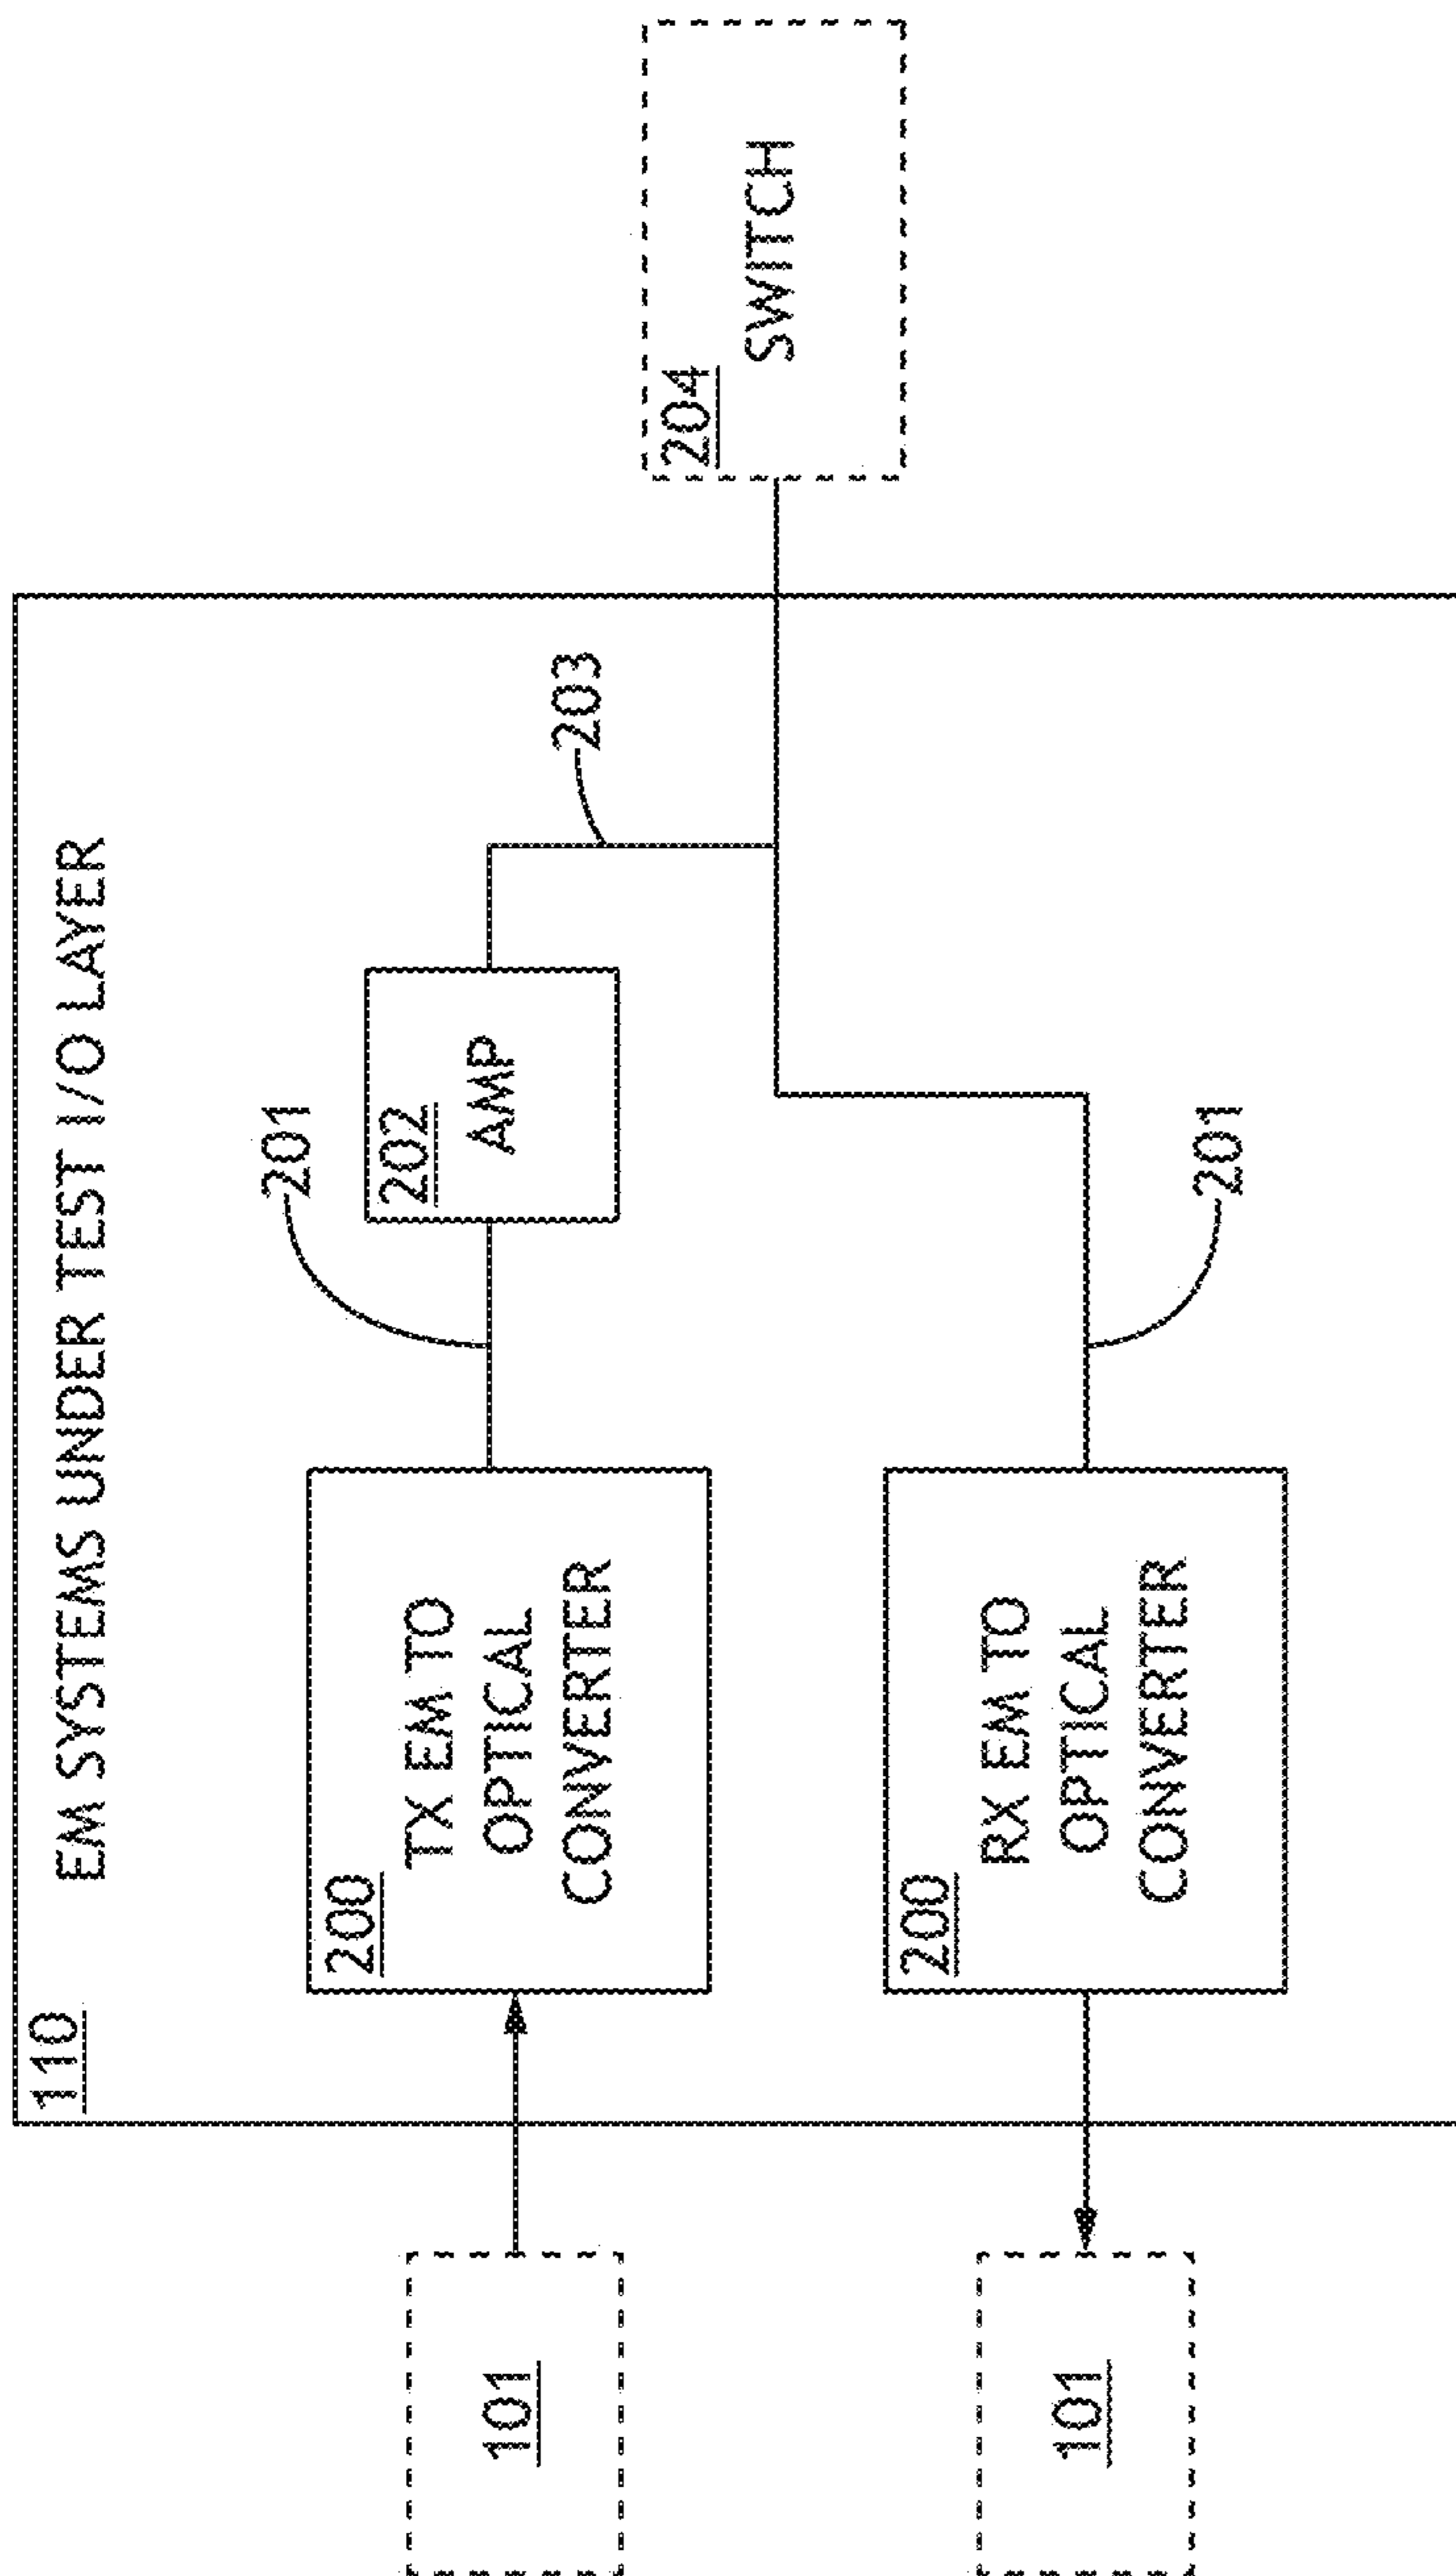 110
EM SYSTEMS UNDER TEST I/O LAYER
101
200
TX EM TO
OPTICAL
CONVERTER
201
202
AMP
203
204
SWITCH
101
200
RX EM TO
OPTICAL
CONVERTER
201